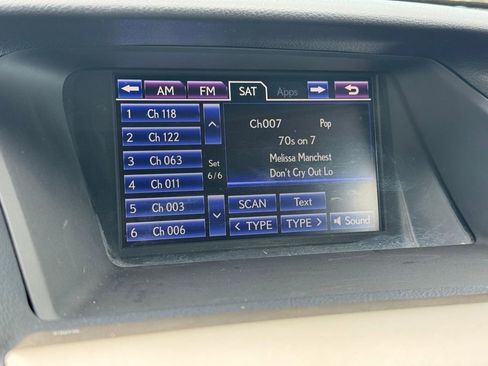 AM FM SAT Apps
1 Ch 118
2 Ch 122
3 Ch 063
4 Ch 011
5 Ch 003
6 Ch 006
Set
6/6
Ch007 Pop
70s on 7
Melissa Manchest
Don't Cry Out Lo
SCAN Text
< TYPE TYPE > Sound